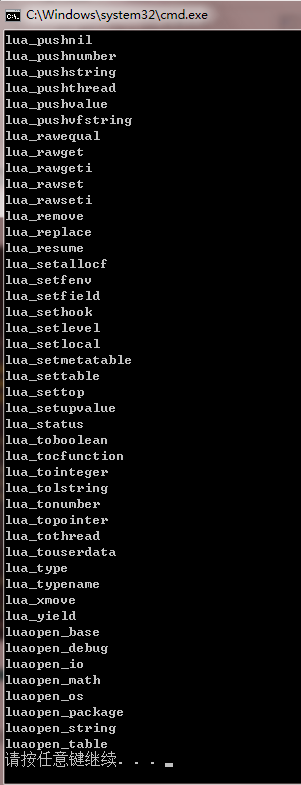 C:\Windows\system32\cmd.exe
lua_pushnil
lua_pushnumber
lua_pushstring
lua_pushthread
lua_pushvalue
lua_pushvfstring
lua_rawequal
lua_rawget
lua_rawgeti
lua_rawset
lua_rawseti
lua_remove
lua_replace
lua_resume
lua_setallocf
lua_setfenv
lua_setfield
lua_sethook
lua_setlevel
lua_setlocal
lua_setmetatable
lua_settable
lua_settop
lua_setupvalue
lua_status
lua_toboolean
lua_tocfunction
lua_tointeger
lua_tolstring
lua_tonumber
lua_topointer
lua_tothread
lua_touserdata
lua_type
lua_typename
lua_xmove
lua_yield
luaopen_base
luaopen_debug
luaopen_io
luaopen_math
luaopen_os
luaopen_package
luaopen_string
luaopen_table
请按任意键继续. . .